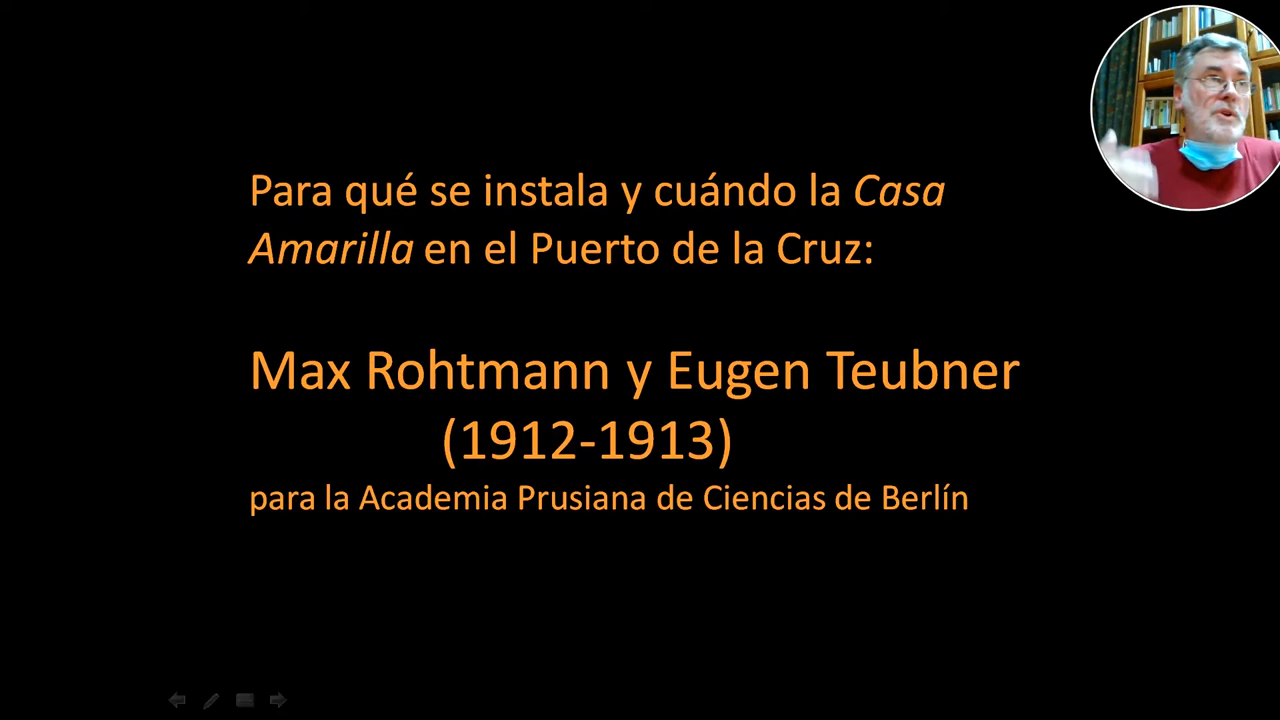 Para qué se instala y cuándo la Casa
Amarilla en el Puerto de la Cruz:
Max Rohtmann y Eugen Teubner
(1912-1913)
para la Academia Prusiana de Ciencias de Berlín